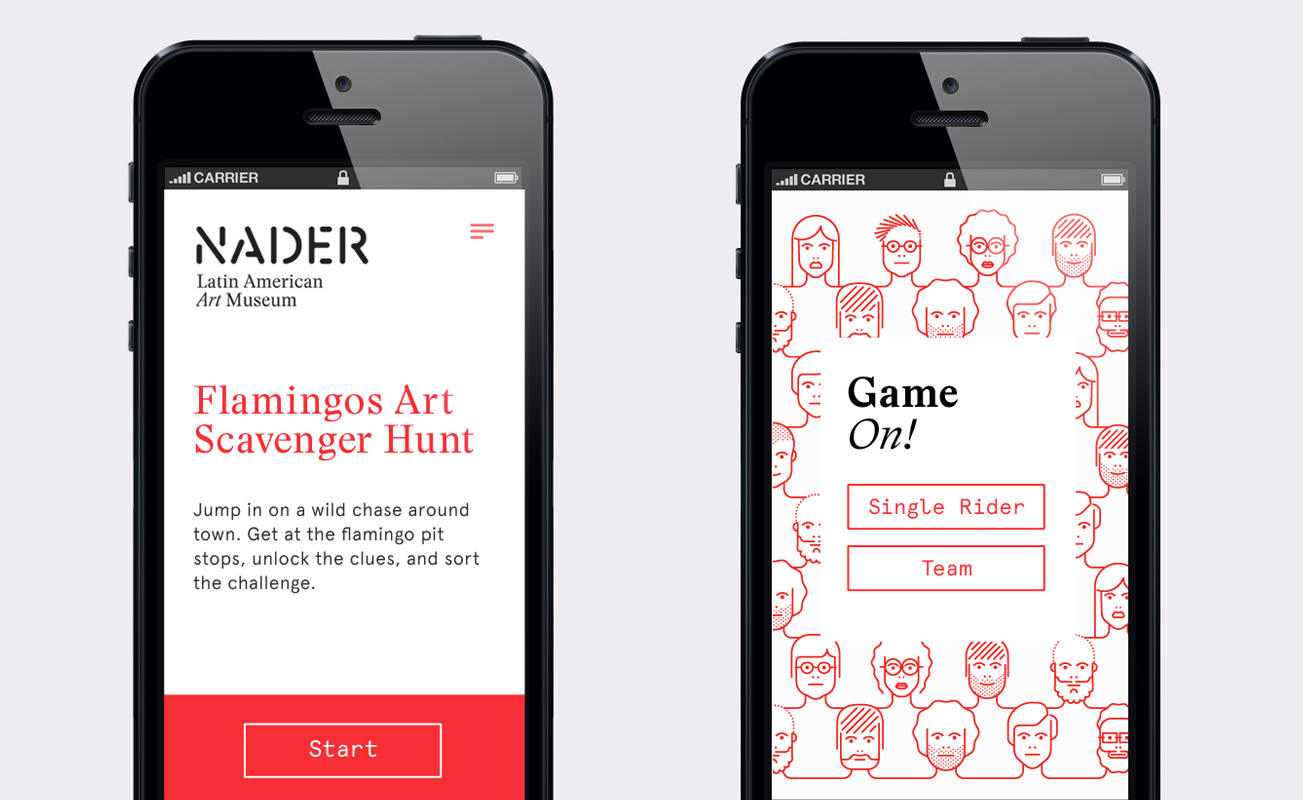 CARRIER
NADER
Latin American
Art Museum
Flamingos Art
Scavenger Hunt
Jump in on a wild chase around
town. Get at the flamingo pit
stops, unlock the clues, and sort
the challenge.
Start
CARRIER
Game
On!
Single Rider
Team